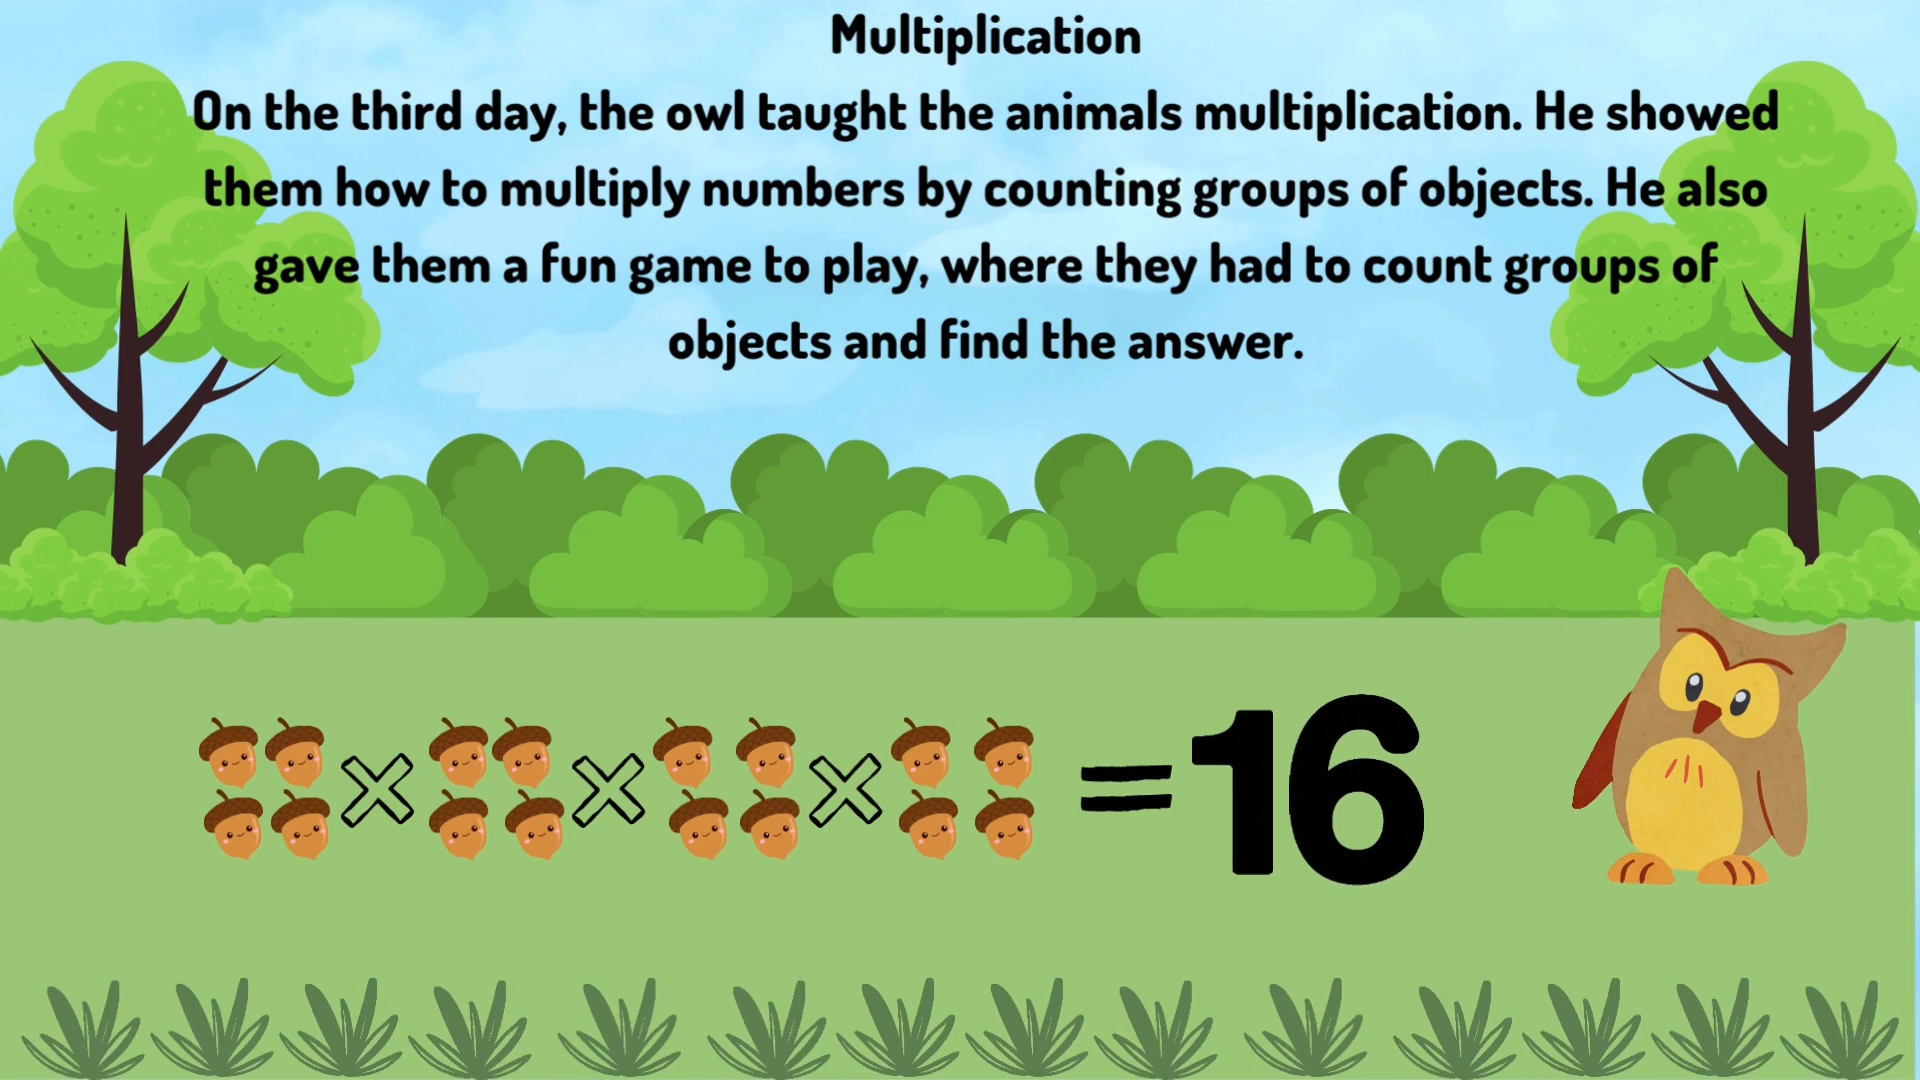 Multiplication
On the third day, the owl taught the animals multiplication. He showed
them how to multiply numbers by counting groups of objects. He also
gave them a fun game to play, where they had to count groups of
objects and find the answer.
× × × =16